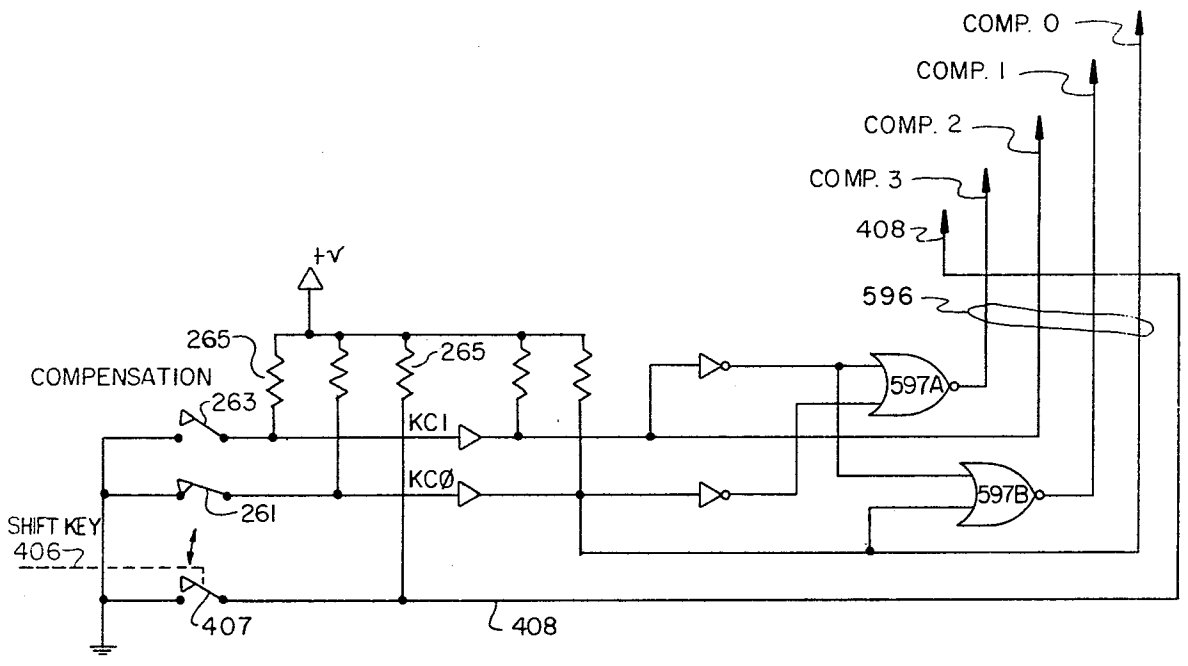 COMP. 0
COMP. 1
COMP. 2
COMP. 3
408
596
+V
265
265
COMPENSATION
263
KC1
597A
KCØ
261
597B
SHIFT KEY
406
407
408